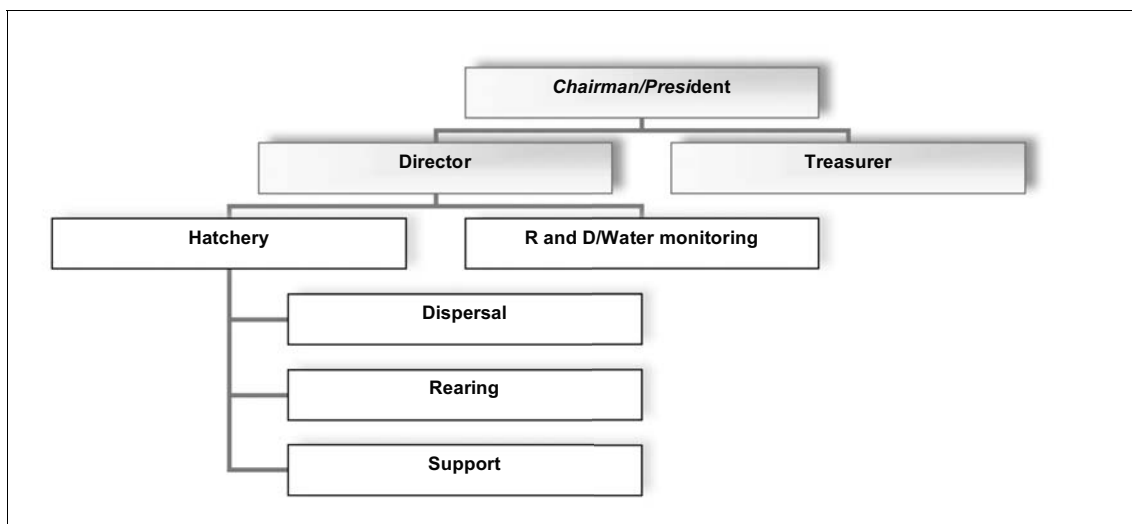 Chairman/President
Director
Treasurer
Hatchery
R and D/Water monitoring
Dispersal
Rearing
Support